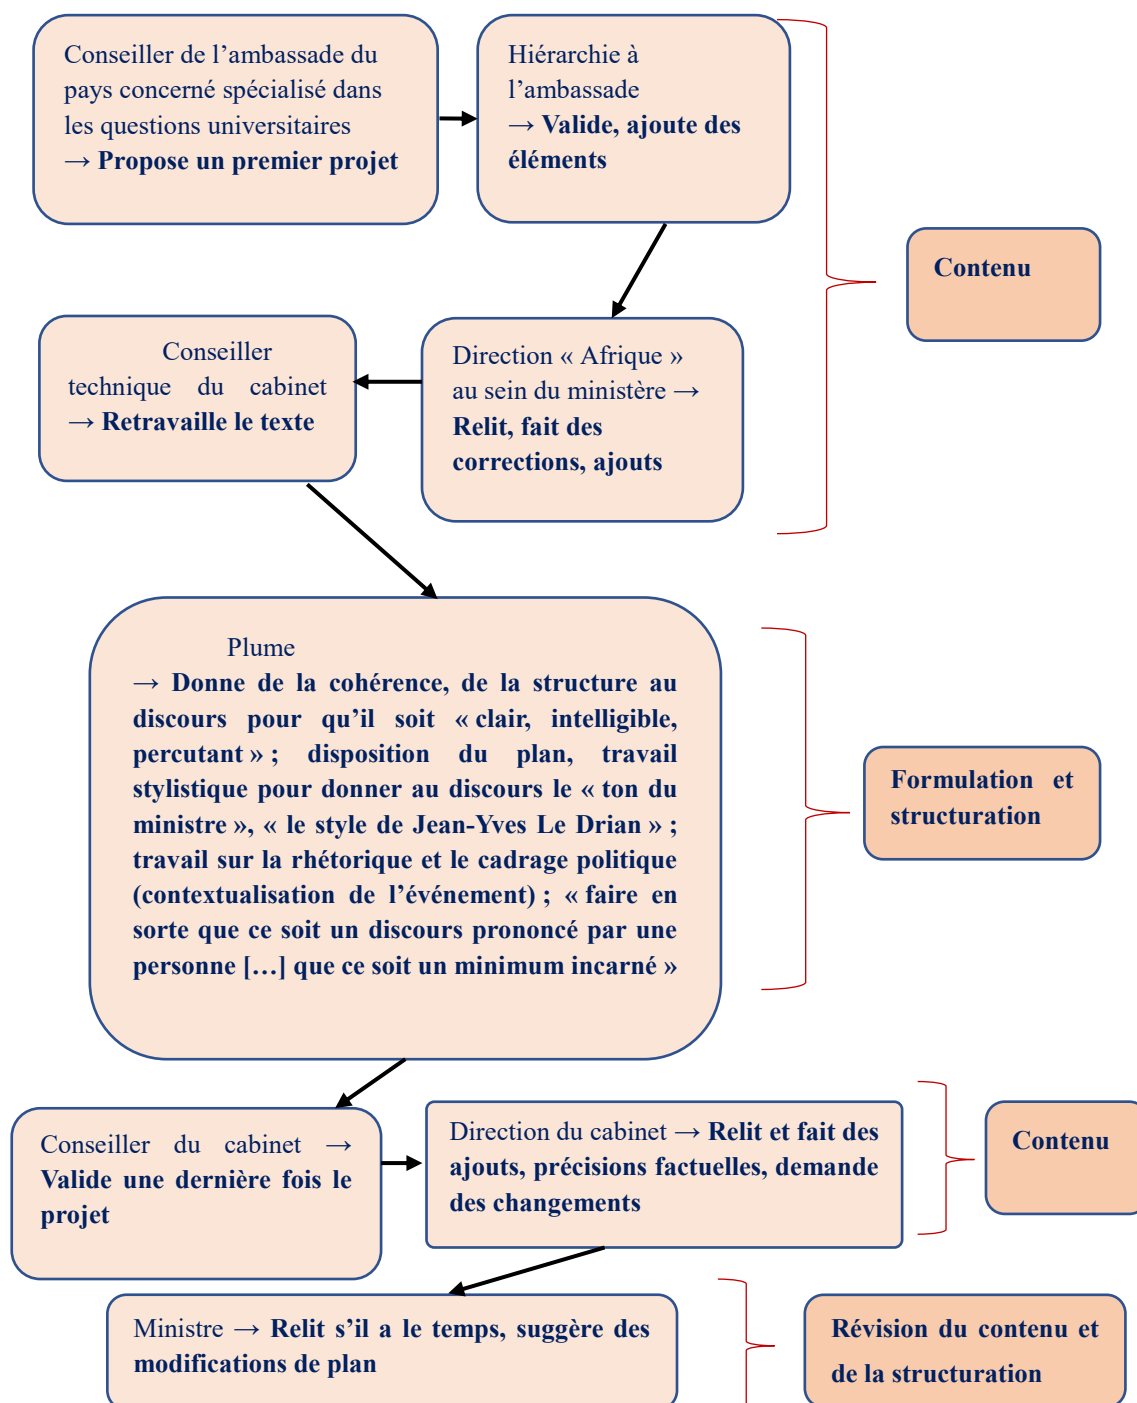 Conseiller de l’ambassade du
pays concerné spécialisé dans
les questions universitaires
→ Propose un premier projet
Hiérarchie à
l’ambassade
→ Valide, ajoute des
éléments
Contenu
Direction « Afrique »
au sein du ministère →
Relit, fait des
corrections, ajouts
Conseiller
technique du cabinet
→ Retravaille le texte
Plume
→ Donne de la cohérence, de la structure au
discours pour qu’il soit « clair, intelligible,
percutant » ; disposition du plan, travail
stylistique pour donner au discours le « ton du
ministre », « le style de Jean-Yves Le Drian » ;
travail sur la rhétorique et le cadrage politique
(contextualisation de l’événement) ; « faire en
sorte que ce soit un discours prononcé par une
personne […] que ce soit un minimum incarné »
Formulation et
structuration
Conseiller du cabinet →
Valide une dernière fois le
projet
Direction du cabinet → Relit et fait des
ajouts, précisions factuelles, demande
des changements
Contenu
Ministre → Relit s’il a le temps, suggère des
modifications de plan
Révision du contenu et
de la structuration